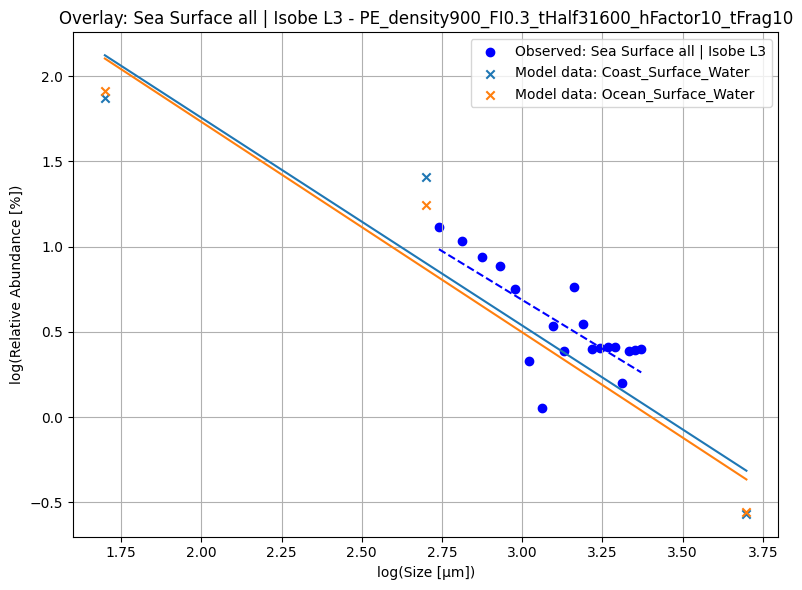 Overlay: Sea Surface all | Isobe L3 - PE_density900_FI0.3_tHalf31600_hFactor10_tFrag10
Observed: Sea Surface all | Isobe L3
Model data: Coast_Surface_Water
Model data: Ocean_Surface_Water
log(Relative Abundance [%])
2.0
1.5
1.0
0.5
0.0
−0.5
1.75 2.00 2.25 2.50 2.75 3.00 3.25 3.50 3.75
log(Size [µm])